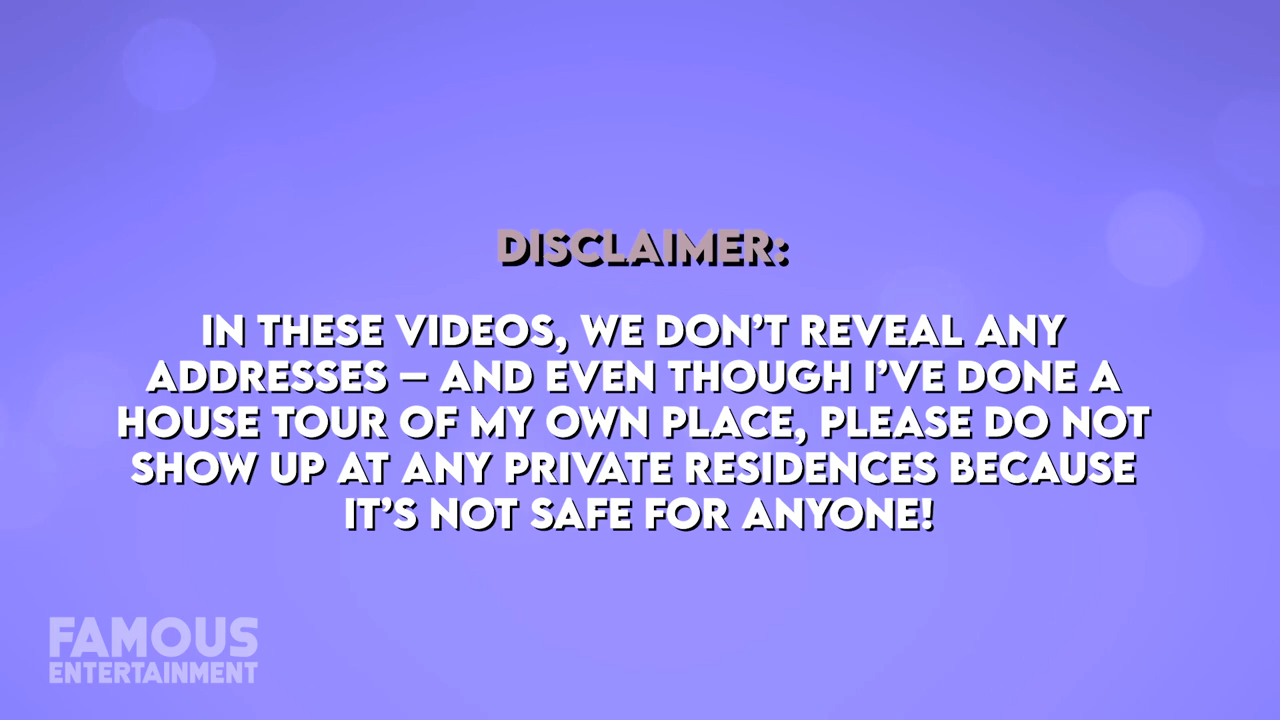 DISCLAIMER:
IN THESE VIDEOS, WE DON’T REVEAL ANY
ADDRESSES – AND EVEN THOUGH I’VE DONE A
HOUSE TOUR OF MY OWN PLACE, PLEASE DO NOT
SHOW UP AT ANY PRIVATE RESIDENCES BECAUSE
IT’S NOT SAFE FOR ANYONE!
FAMOUS
ENTERTAINMENT